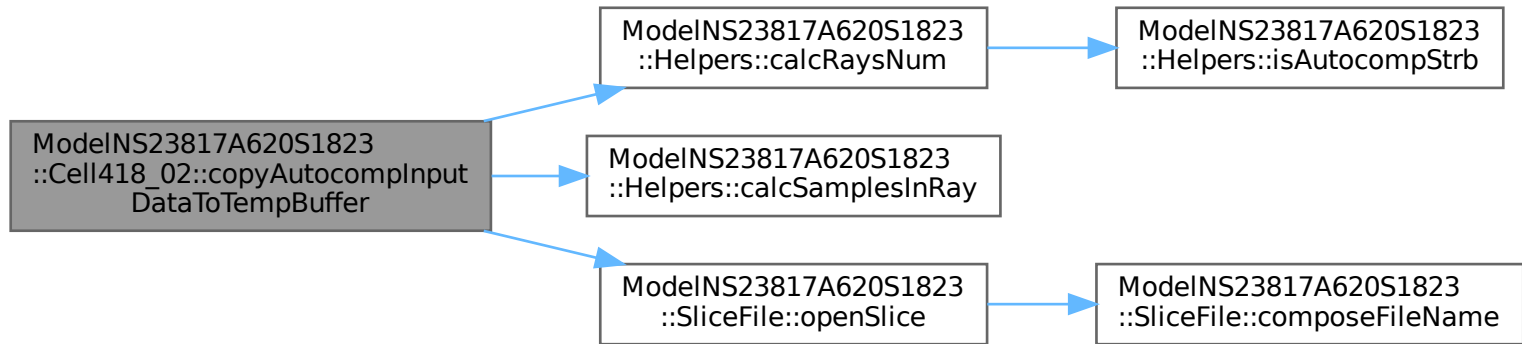 ModelNS23817A620S1823
::Cell418_02::copyAutocompInput
DataToTempBuffer
ModelNS23817A620S1823
::Helpers::calcRaysNum
ModelNS23817A620S1823
::Helpers::isAutocompStrb
ModelNS23817A620S1823
::Helpers::calcSamplesInRay
ModelNS23817A620S1823
::SliceFile::openSlice
ModelNS23817A620S1823
::SliceFile::composeFileName